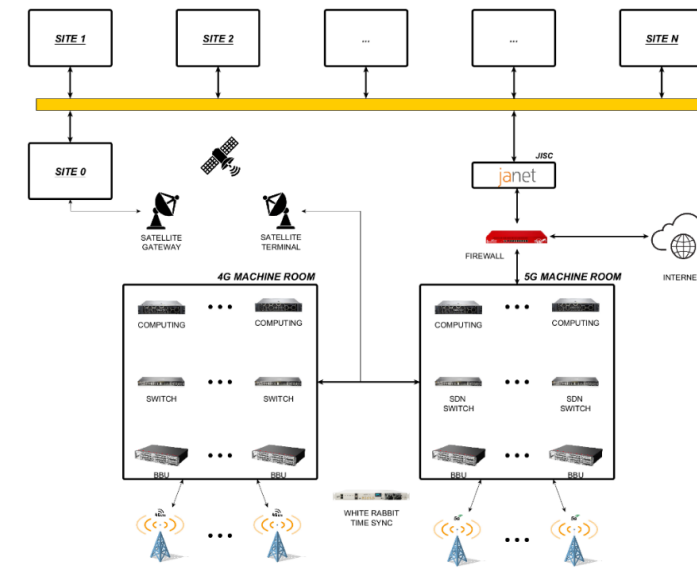 SITE 1
SITE 2
...
...
SITE N
SITE 0
JISC
janet
SATELLITE
GATEWAY
SATELLITE
TERMINAL
FIREWALL
INTERNE
4G MACHINE ROOM
5G MACHINE ROOM
COMPUTING
COMPUTING
COMPUTING
COMPUTING
SWITCH
SWITCH
SDN
SWITCH
SDN
SWITCH
BBU
BBU
BBU
BBU
WHITE RABBIT
TIME SYNC
5G
5G